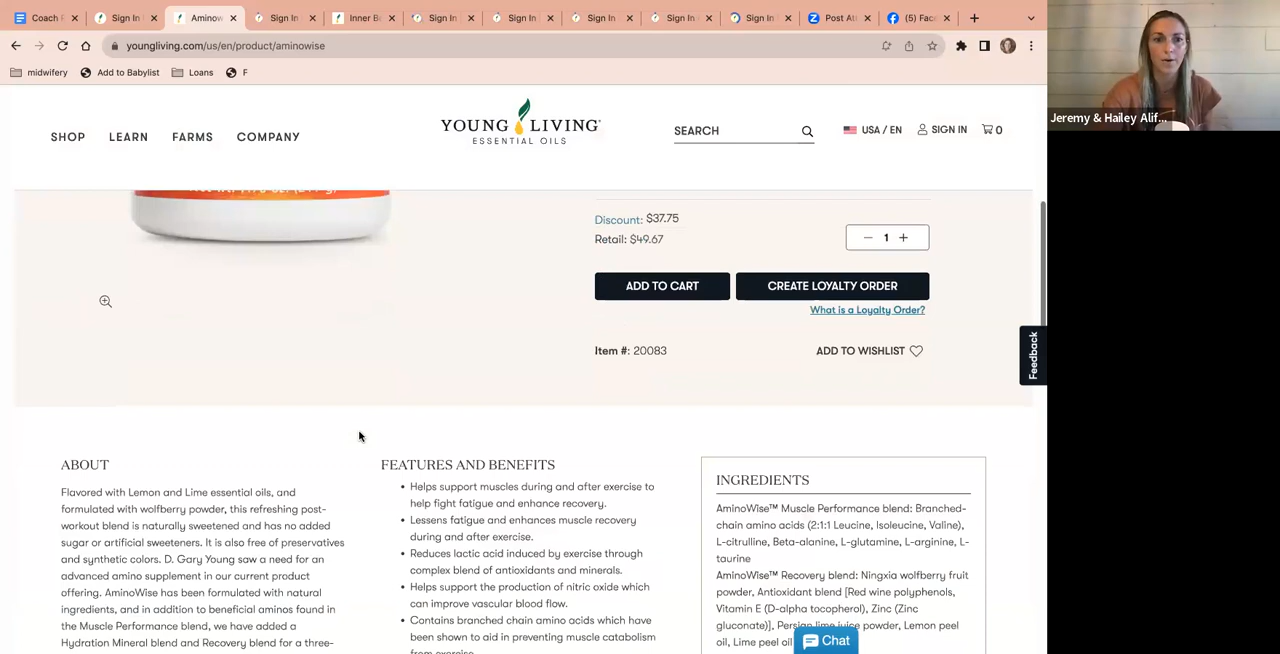 Coach R
Sign In
Aminow
Sign In
Inner B
Sign In
Sign In
Sign In
Sign In
Sign In
Post At
(5) Fac
youngliving.com/us/en/product/aminowise
midwifery
Add to Babylist
Loans
F
SHOP
LEARN
FARMS
COMPANY
YOUNG LIVING
ESSENTIAL OILS
SEARCH
USA / EN
SIGN IN
0
Jeremy & Hailey Alif...
Discount: $37.75
Retail: $49.67
1
ADD TO CART
CREATE LOYALTY ORDER
What is a Loyalty Order?
Item #: 20083
ADD TO WISHLIST
Feedback
ABOUT
Flavored with Lemon and Lime essential oils, and
formulated with wolfberry powder, this refreshing post-
workout blend is naturally sweetened and has no added
sugar or artificial sweeteners. It is also free of preservatives
and synthetic colors. D. Gary Young saw a need for an
advanced amino supplement in our current product
offering. AminoWise has been formulated with natural
ingredients, and in addition to beneficial aminos found in
the Muscle Performance blend, we have added a
Hydration Mineral blend and Recovery blend for a three-
FEATURES AND BENEFITS
Helps support muscles during and after exercise to
help fight fatigue and enhance recovery.
Lessens fatigue and enhances muscle recovery
during and after exercise.
Reduces lactic acid induced by exercise through
complex blend of antioxidants and minerals.
Helps support the production of nitric oxide which
can improve vascular blood flow.
Contains branched chain amino acids which have
been shown to aid in preventing muscle catabolism
from exercise.
INGREDIENTS
AminoWise™ Muscle Performance blend: Branched-
chain amino acids (2:1:1 Leucine, Isoleucine, Valine),
L-citrulline, Beta-alanine, L-glutamine, L-arginine, L-
taurine
AminoWise™ Recovery blend: Ningxia wolfberry fruit
powder, Antioxidant blend [Red wine polyphenols,
Vitamin E (D-alpha tocopherol), Zinc (Zinc
gluconate)], Persian lime juice powder, Lemon peel
oil, Lime peel oil
Chat